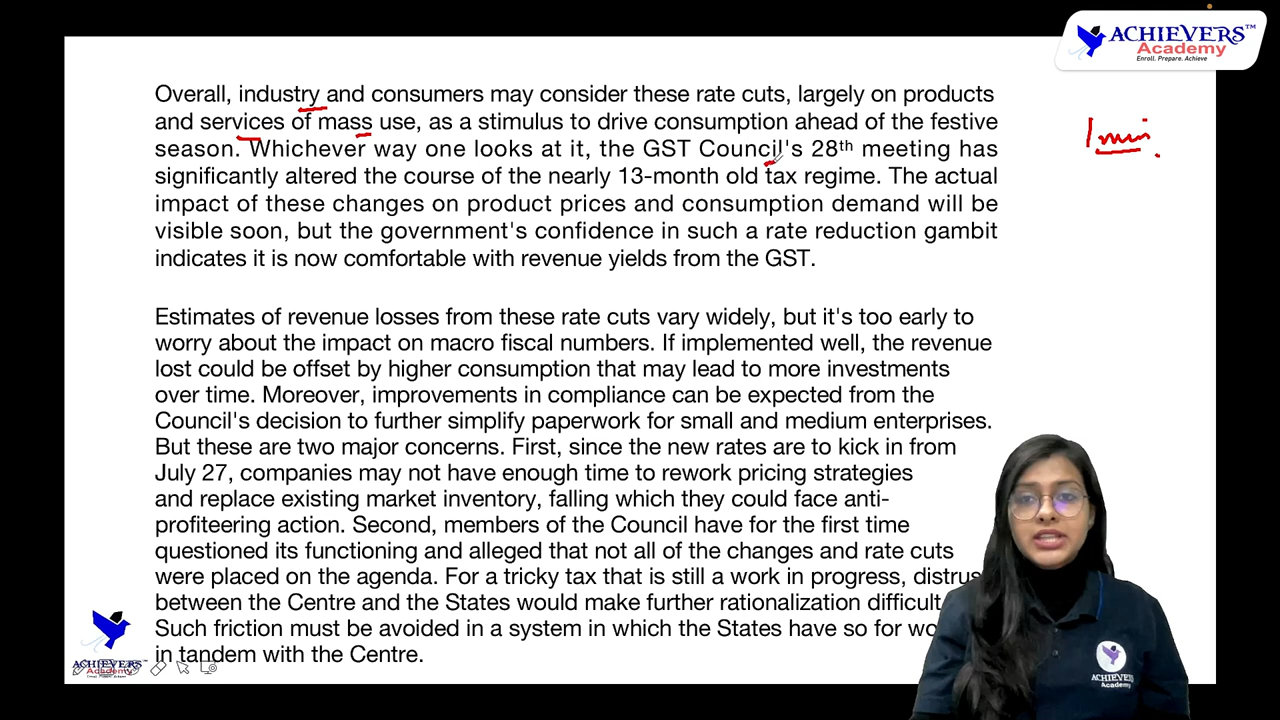 ACHIEVERS™
Academy
Enroll. Prepare. Achieve
Overall, industry and consumers may consider these rate cuts, largely on products
and services of mass use, as a stimulus to drive consumption ahead of the festive
season. Whichever way one looks at it, the GST Council's 28th meeting has
significantly altered the course of the nearly 13-month old tax regime. The actual
impact of these changes on product prices and consumption demand will be
visible soon, but the government's confidence in such a rate reduction gambit
indicates it is now comfortable with revenue yields from the GST.
1 min
Estimates of revenue losses from these rate cuts vary widely, but it's too early to
worry about the impact on macro fiscal numbers. If implemented well, the revenue
lost could be offset by higher consumption that may lead to more investments
over time. Moreover, improvements in compliance can be expected from the
Council's decision to further simplify paperwork for small and medium enterprises.
But these are two major concerns. First, since the new rates are to kick in from
July 27, companies may not have enough time to rework pricing strategies
and replace existing market inventory, falling which they could face anti-
profiteering action. Second, members of the Council have for the first time
questioned its functioning and alleged that not all of the changes and rate cuts
were placed on the agenda. For a tricky tax that is still a work in progress, distrus
between the Centre and the States would make further rationalization difficult
Such friction must be avoided in a system in which the States have so for wo
in tandem with the Centre.
ACHIEVERS™
Academy
ACHIEVERS
Academy